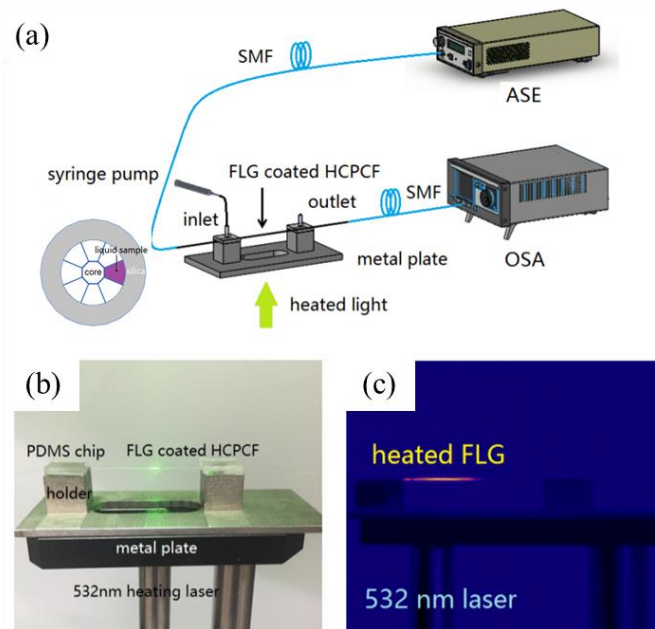 (a)
SMF
ASE
syringe pump
FLG coated HCPCF
inlet
outlet
SMF
liquid sample
core
silica
metal plate
OSA
heated light
(b)
(c)
PDMS chip
FLG coated HCPCF
holder
metal plate
532nm heating laser
heated FLG
532 nm laser